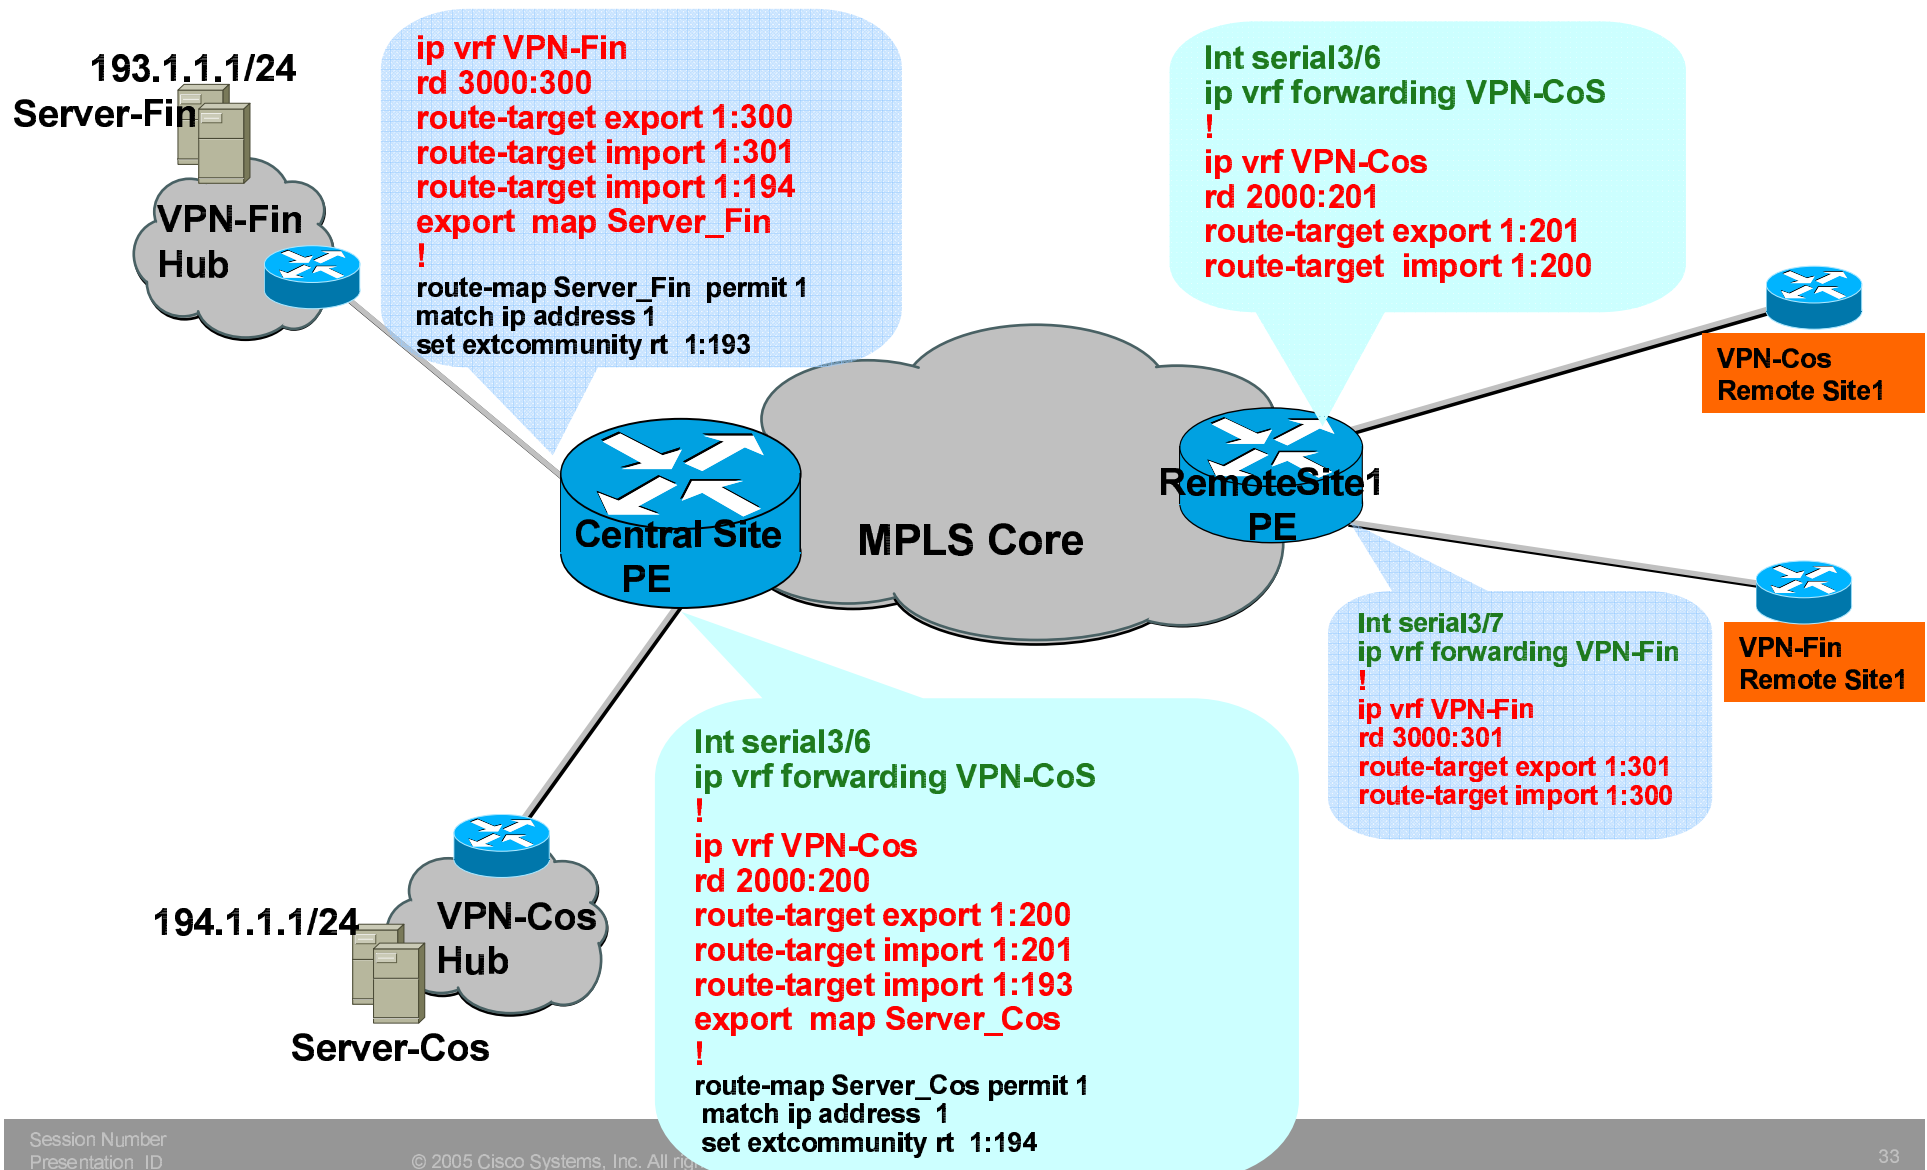 193.1.1.1/24
Server-Fin
VPN-Fin
Hub
ip vrf VPN-Fin
rd 3000:300
route-target export 1:300
route-target import 1:301
route-target import 1:194
export map Server_Fin
!
route-map Server_Fin permit 1
match ip address 1
set extcommunity rt 1:193
Int serial3/6
ip vrf forwarding VPN-CoS
!
ip vrf VPN-Cos
rd 2000:201
route-target export 1:201
route-target import 1:200
VPN-Cos
Remote Site1
Central Site
PE
MPLS Core
RemoteSite1
PE
Int serial3/7
ip vrf forwarding VPN-Fin
!
ip vrf VPN-Fin
rd 3000:301
route-target export 1:301
route-target import 1:300
VPN-Fin
Remote Site1
194.1.1.1/24
VPN-Cos
Hub
Server-Cos
Int serial3/6
ip vrf forwarding VPN-CoS
!
ip vrf VPN-Cos
rd 2000:200
route-target export 1:200
route-target import 1:201
route-target import 1:193
export map Server_Cos
!
route-map Server_Cos permit 1
match ip address 1
set extcommunity rt 1:194
Session Number
Presentation_ID
© 2005 Cisco Systems, Inc. All
33